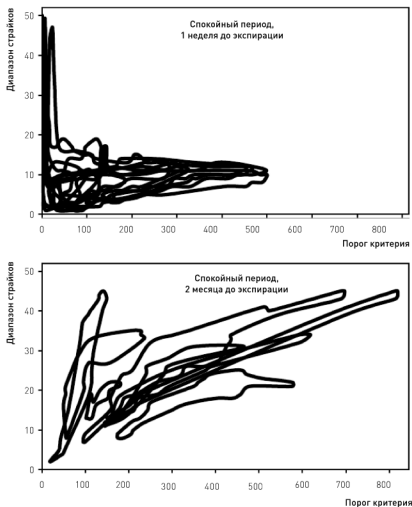 Диапазон страйков
Спокойный период,
1 неделя до экспирации
50
40
30
20
10
0
0 100 200 300 400 500 600 700 800
Порог критерия
Диапазон страйков
Спокойный период,
2 месяца до экспирации
50
40
30
20
10
0
0 100 200 300 400 500 600 700 800
Порог критерия